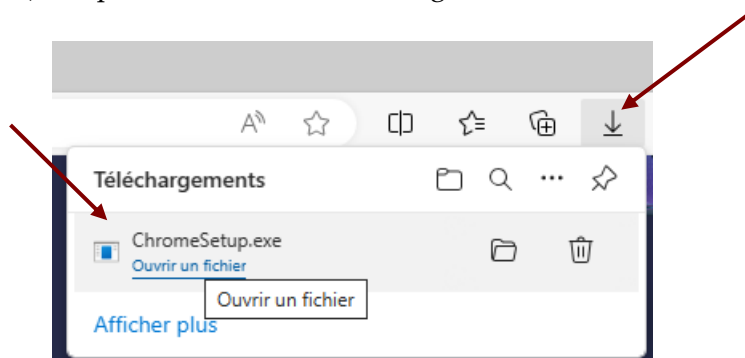 Téléchargements
ChromeSetup.exe
Ouvrir un fichier
Ouvrir un fichier
Afficher plus